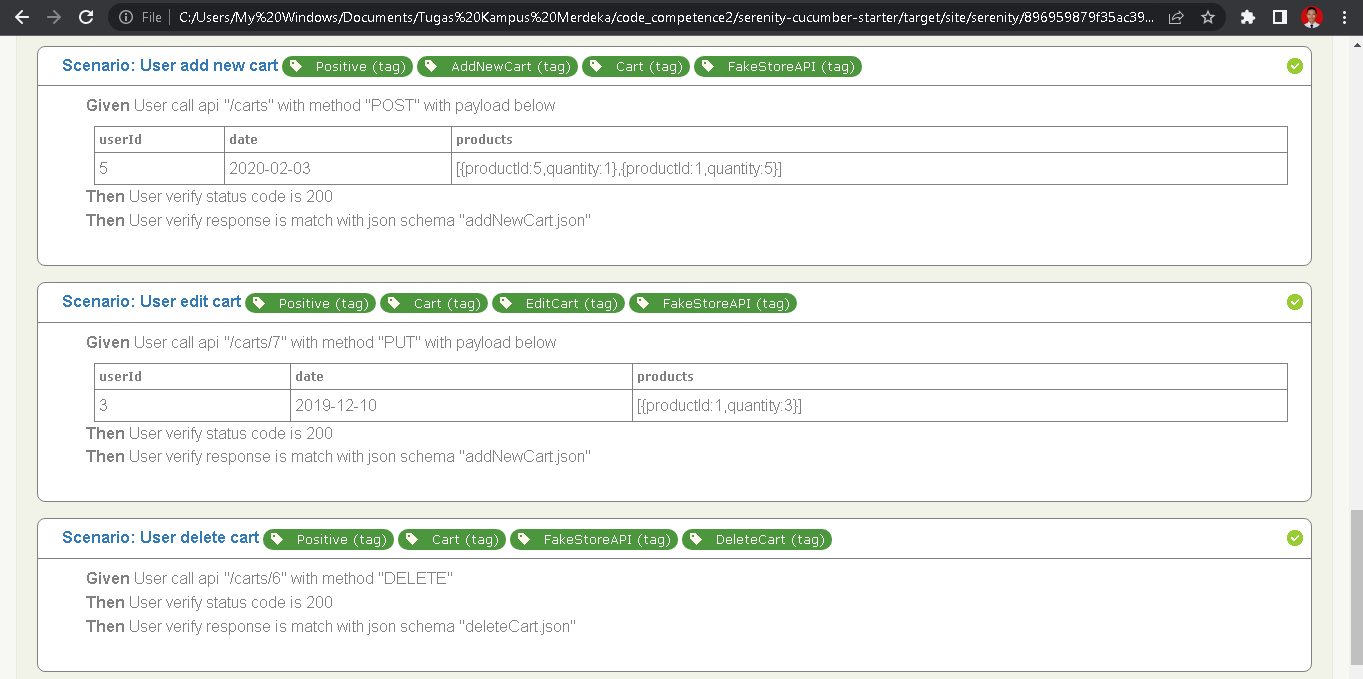 File C:/Users/My%20Windows/Documents/Tugas%20Kampus%20Merdeka/code_competence2/serenity-cucumber-starter/target/site/serenity/896959879f35ac39...
Scenario: User add new cart Positive (tag) AddNewCart (tag) Cart (tag) FakeStoreAPI (tag)
Given User call api "/carts" with method "POST" with payload below
userId date products
5 2020-02-03 [{productId:5,quantity:1},{productId:1,quantity:5}]
Then User verify status code is 200
Then User verify response is match with json schema "addNewCart.json"
Scenario: User edit cart Positive (tag) Cart (tag) EditCart (tag) FakeStoreAPI (tag)
Given User call api "/carts/7" with method "PUT" with payload below
userId date products
3 2019-12-10 [{productId:1,quantity:3}]
Then User verify status code is 200
Then User verify response is match with json schema "addNewCart.json"
Scenario: User delete cart Positive (tag) Cart (tag) FakeStoreAPI (tag) DeleteCart (tag)
Given User call api "/carts/6" with method "DELETE"
Then User verify status code is 200
Then User verify response is match with json schema "deleteCart.json"